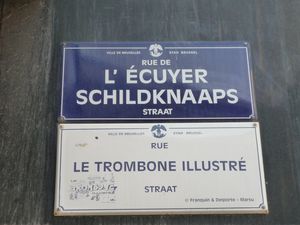 VILLE DE BRUXELLES STAD BRUSSEL
RUE DE
L' ÉCUYER
SCHILDKNAAPS
STRAAT
VILLE DE BRUXELLES STAD BRUSSEL
RUE
LE TROMBONE ILLUSTRÉ
STRAAT
© Franquin & Delporte - Marsu